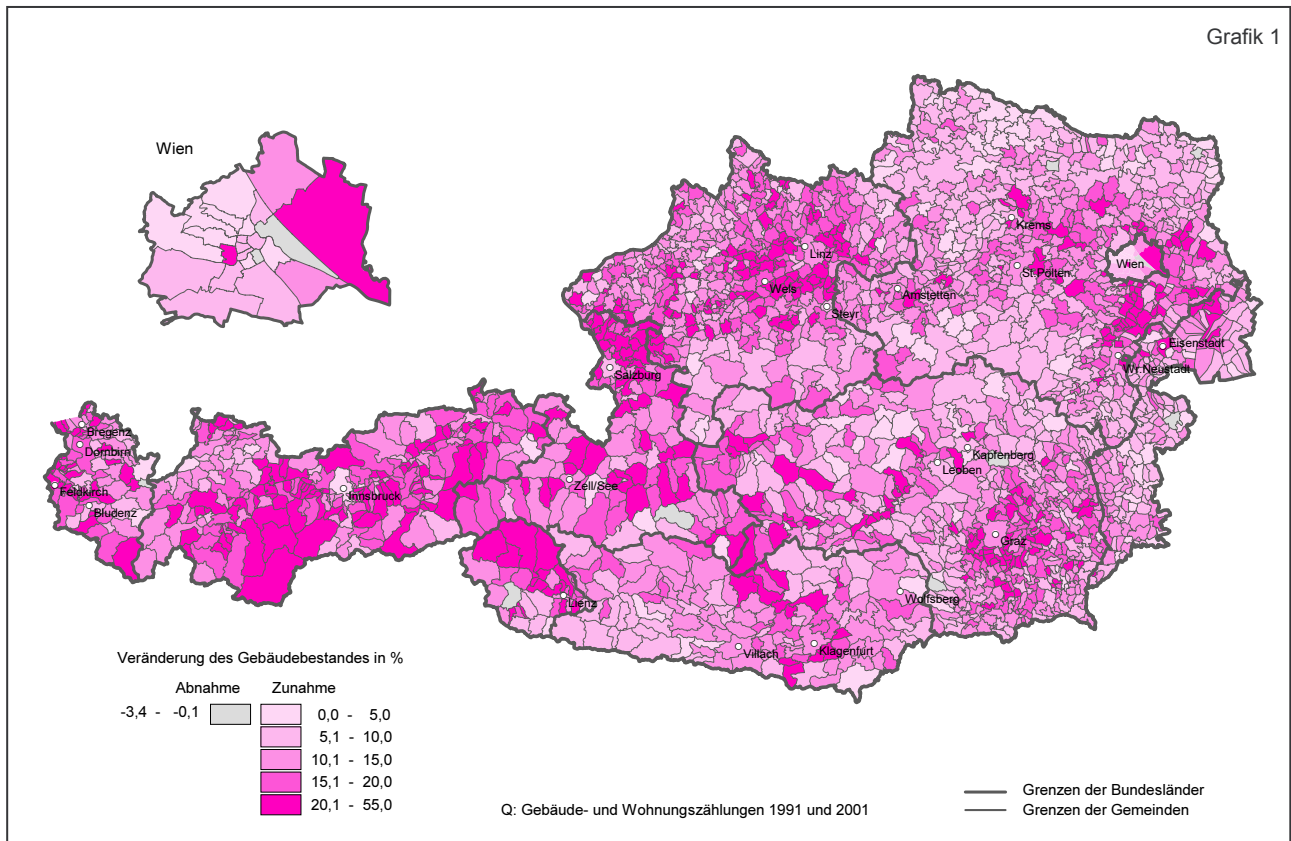 Grafik 1
Wien
Krems
Linz
Wien
St.Pölten
Wels
Amstetten
Steyr
Eisenstadt
Wr.Neustadt
Salzburg
Bregenz
Dornbirn
Kapfenberg
Leoben
Zell/See
Feldkirch
Innsbruck
Bludenz
Graz
Wolfsberg
Lienz
Villach
Klagenfurt
Veränderung des Gebäudebestandes in %
Abnahme Zunahme
-3,4 - -0,1 0,0 - 5,0
5,1 - 10,0
10,1 - 15,0
15,1 - 20,0
20,1 - 55,0
Q: Gebäude- und Wohnungszählungen 1991 und 2001
Grenzen der Bundesländer
Grenzen der Gemeinden